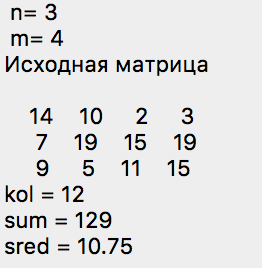 n= 3
m= 4
Исходная матрица
14 10 2 3
7 19 15 19
9 5 11 15
kol = 12
sum = 129
sred = 10.75